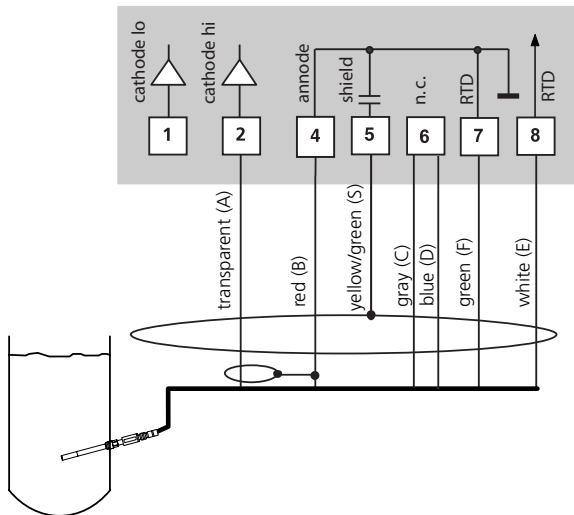 cathode lo
cathode hi
annode
shield
n.c.
RTD
RTD
1
2
4
5
6
7
8
transparent (A)
red (B)
yellow/green (S)
gray (C)
blue (D)
green (F)
white (E)